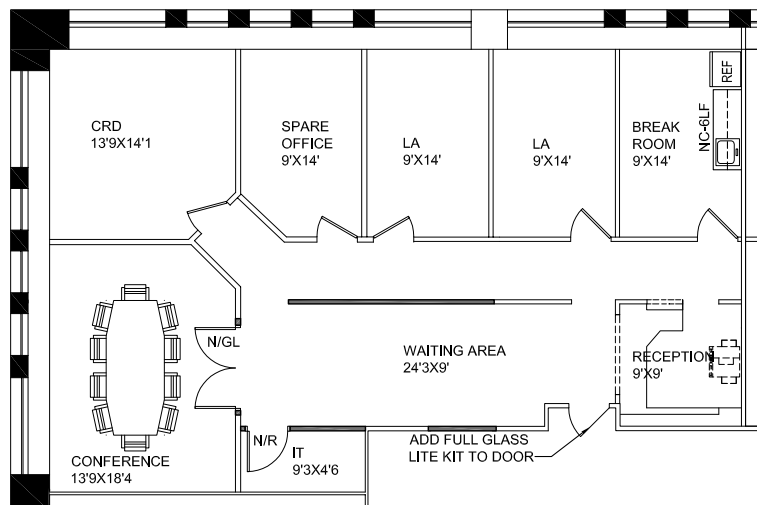 CRD
13'9X14'1
SPARE
OFFICE
9'X14'
LA
9'X14'
LA
9'X14'
BREAK
ROOM
9'X14'
REF
NC-6LF
N/GL
WAITING AREA
24'3X9'
RECEPTION
9'X9'
N/R
IT
9'3X4'6
ADD FULL GLASS
LITE KIT TO DOOR
CONFERENCE
13'9X18'4